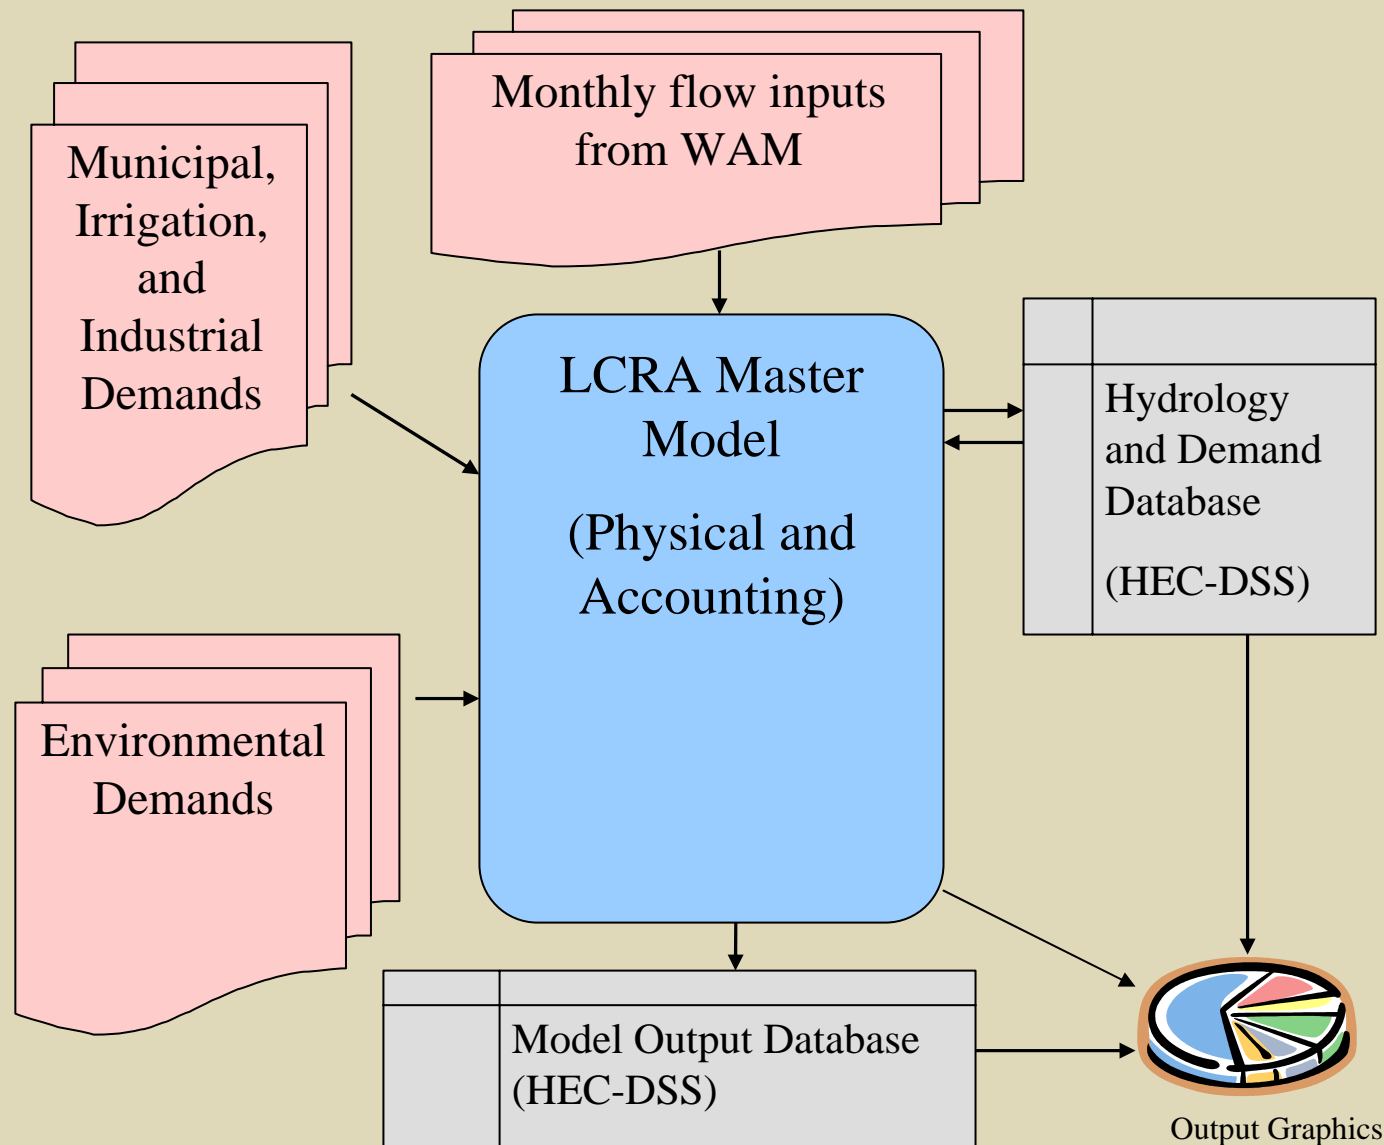 Monthly flow inputs
from WAM
Municipal,
Irrigation,
and
Industrial
Demands
LCRA Master
Model
(Physical and
Accounting)
Hydrology
and Demand
Database
(HEC-DSS)
Environmental
Demands
Model Output Database
(HEC-DSS)
Output Graphics